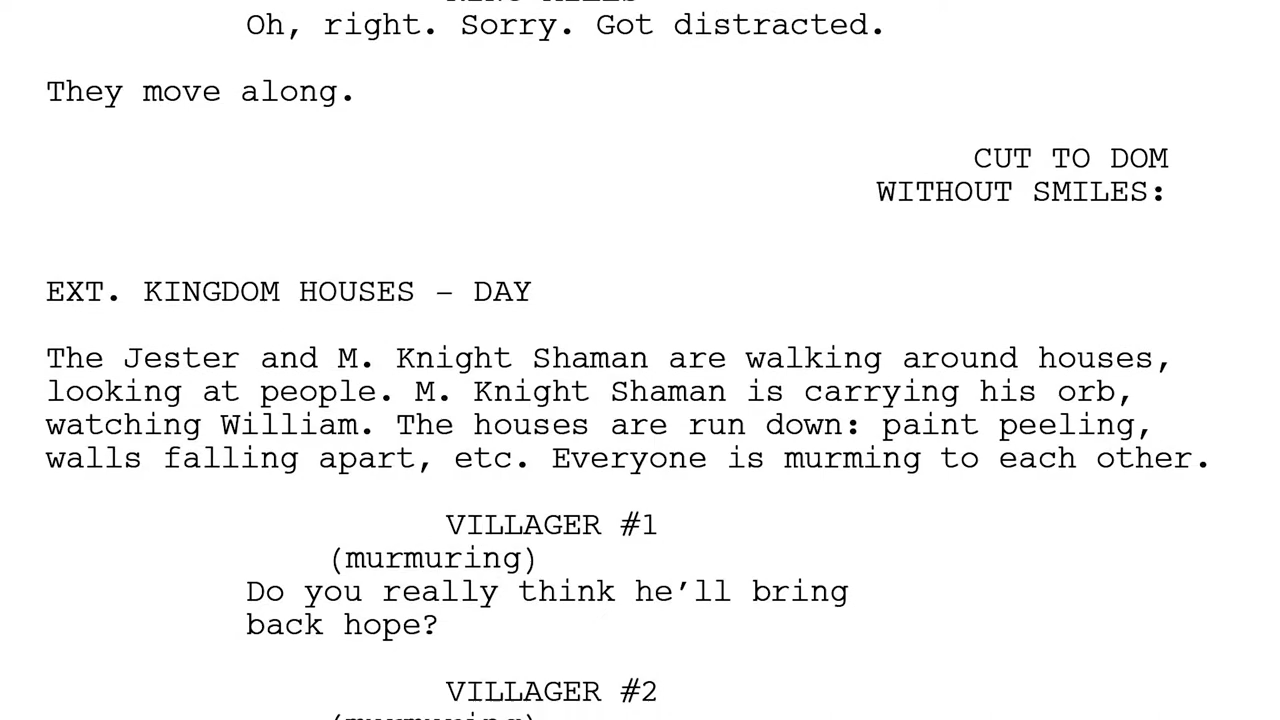 Oh, right. Sorry. Got distracted.
They move along.
CUT TO DOM
WITHOUT SMILES:
EXT. KINGDOM HOUSES – DAY
The Jester and M. Knight Shaman are walking around houses,
looking at people. M. Knight Shaman is carrying his orb,
watching William. The houses are run down: paint peeling,
walls falling apart, etc. Everyone is murming to each other.
VILLAGER #1
(murmuring)
Do you really think he’ll bring
back hope?
VILLAGER #2